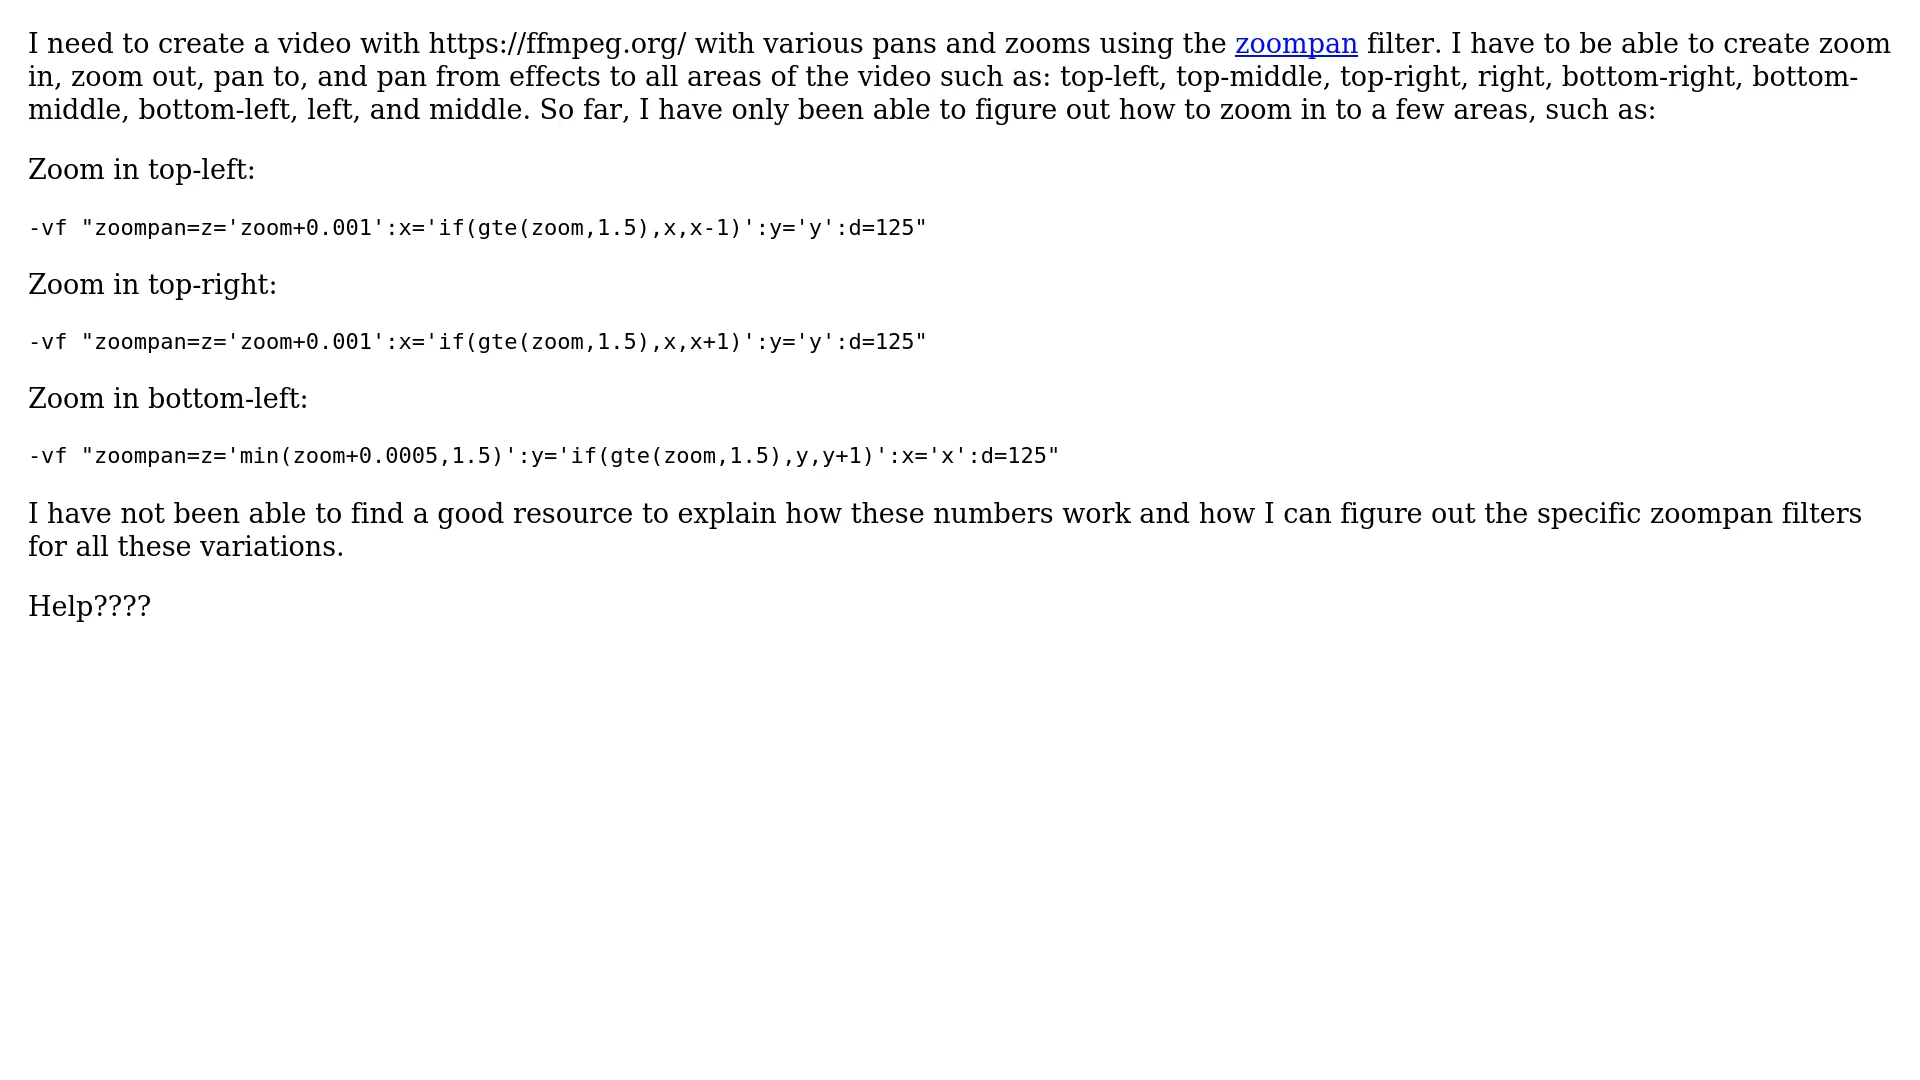 I need to create a video with https://ffmpeg.org/ with various pans and zooms using the zoompan filter. I have to be able to create zoom
in, zoom out, pan to, and pan from effects to all areas of the video such as: top-left, top-middle, top-right, right, bottom-right, bottom-
middle, bottom-left, left, and middle. So far, I have only been able to figure out how to zoom in to a few areas, such as:
Zoom in top-left:
-vf "zoompan=z='zoom+0.001':x='if(gte(zoom,1.5),x,x-1)':y='y':d=125"
Zoom in top-right:
-vf "zoompan=z='zoom+0.001':x='if(gte(zoom,1.5),x,x+1)':y='y':d=125"
Zoom in bottom-left:
-vf "zoompan=z='min(zoom+0.0005,1.5)':y='if(gte(zoom,1.5),y,y+1)':x='x':d=125"
I have not been able to find a good resource to explain how these numbers work and how I can figure out the specific zoompan filters
for all these variations.
Help????